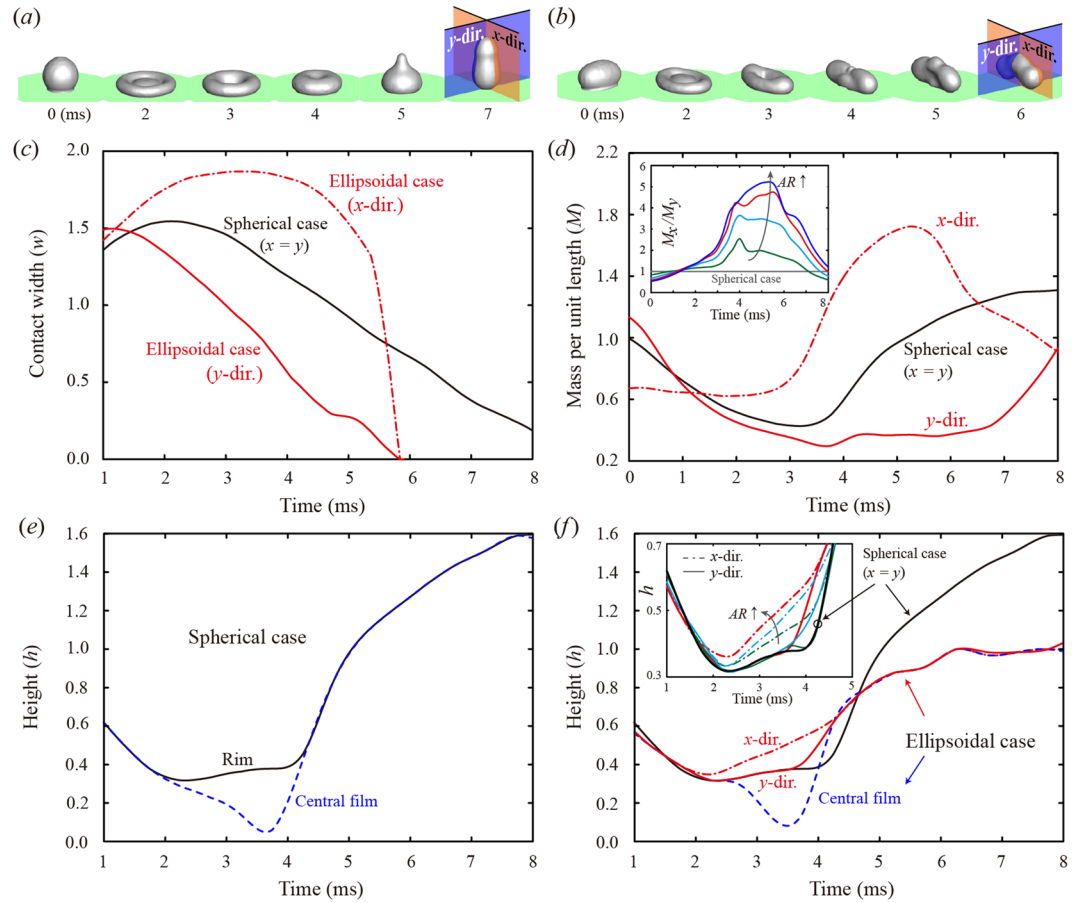 (a)
y-dir.
x-dir.
0 (ms)
2
3
4
5
7
(b)
y-dir.
x-dir.
0 (ms)
2
3
4
5
6
(c)
2.0
1.5
1.0
0.5
0.0
Contact width (w)
Ellipsoidal case
(x-dir.)
Spherical case
(x = y)
Ellipsoidal case
(y-dir.)
1 2 3 4 5 6 7 8
Time (ms)
(d)
2.2
1.8
1.4
1.0
0.6
0.2
Mass per unit length (M)
6
5
4
3
2
1
0
Mx/My
AR ↑
Spherical case
0 2 4 6 8
Time (ms)
x-dir.
Spherical case
(x = y)
y-dir.
0 1 2 3 4 5 6 7 8
Time (ms)
(e)
1.6
1.4
1.2
1.0
0.8
0.6
0.4
0.2
0.0
Height (h)
Spherical case
Rim
Central film
1 2 3 4 5 6 7 8
Time (ms)
(f)
1.6
1.4
1.2
1.0
0.8
0.6
0.4
0.2
0.0
Height (h)
0.7
0.5
0.3
h
x-dir.
y-dir.
AR ↑
1 2 3 4 5
Time (ms)
Spherical case
(x = y)
x-dir.
y-dir.
Ellipsoidal case
Central film
1 2 3 4 5 6 7 8
Time (ms)